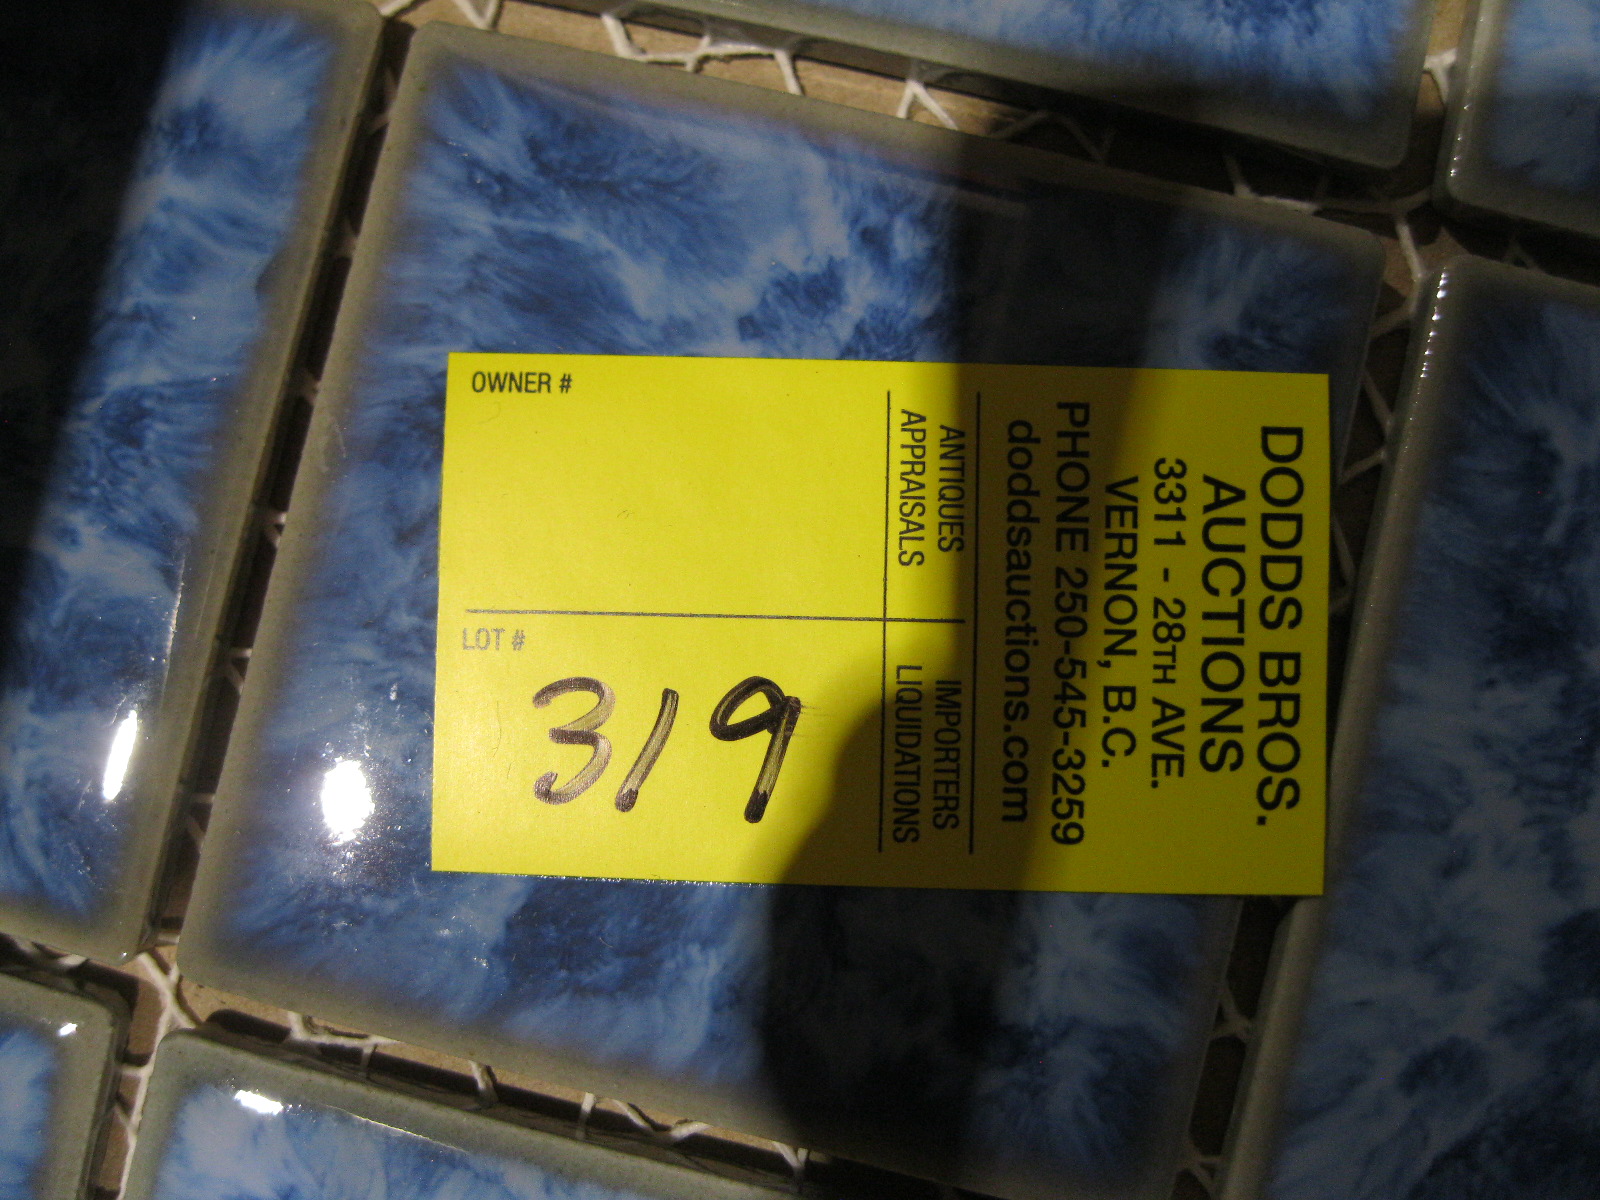 DODDS BROS.
AUCTIONS
3311 - 28TH AVE.
VERNON, B.C.
PHONE 250-545-3259
doddsauctions.com
ANTIQUES
APPRAISALS
IMPORTERS
LIQUIDATIONS
OWNER #
LOT #
319